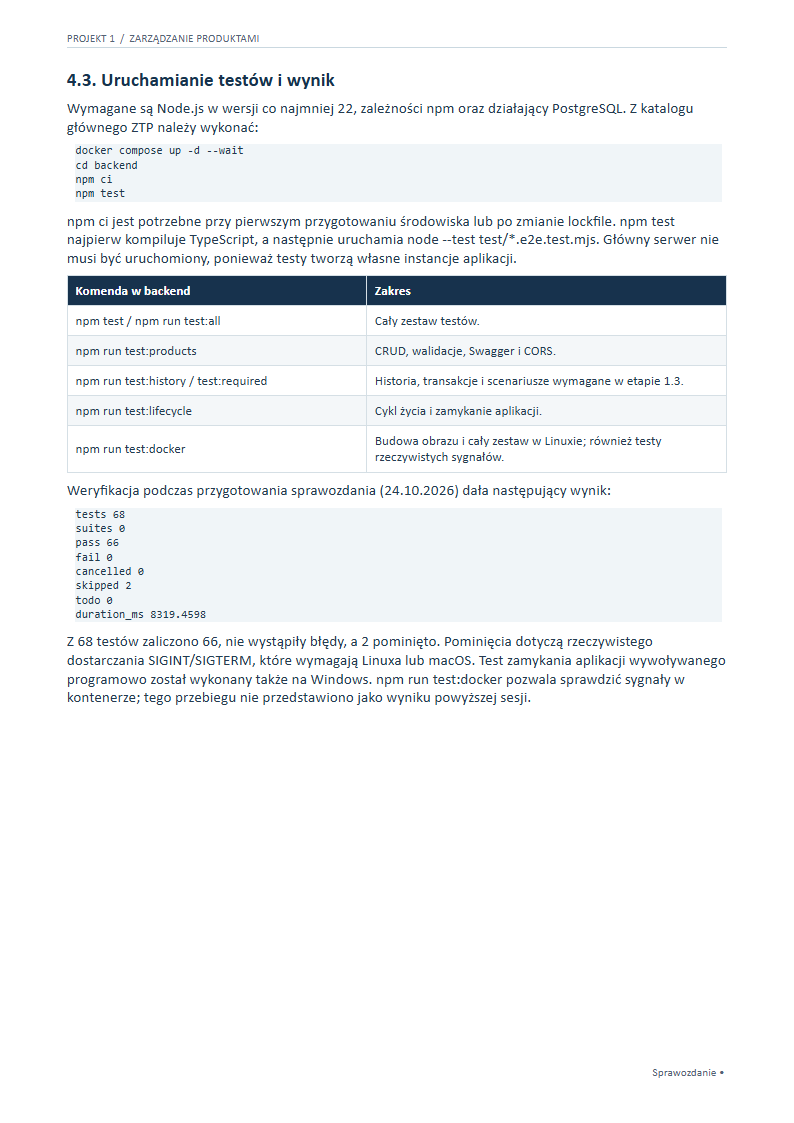 PROJEKT 1 / ZARZĄDZANIE PRODUKTAMI
4.3. Uruchamianie testów i wynik
Wymagane są Node.js w wersji co najmniej 22, zależności npm oraz działający PostgreSQL. Z katalogu
głównego ZTP należy wykonać:
docker compose up -d --wait
cd backend
npm ci
npm test
npm ci jest potrzebne przy pierwszym przygotowaniu środowiska lub po zmianie lockfile. npm test
najpierw kompiluje TypeScript, a następnie uruchamia node --test test/*.e2e.test.mjs. Główny serwer nie
musi być uruchomiony, ponieważ testy tworzą własne instancje aplikacji.
Komenda w backend Zakres
npm test / npm run test:all Cały zestaw testów.
npm run test:products CRUD, walidacje, Swagger i CORS.
npm run test:history / test:required Historia, transakcje i scenariusze wymagane w etapie 1.3.
npm run test:lifecycle Cykl życia i zamykanie aplikacji.
npm run test:docker Budowa obrazu i cały zestaw w Linuxie; również testy
rzeczywistych sygnałów.
Weryfikacja podczas przygotowania sprawozdania (24.10.2026) dała następujący wynik:
tests 68
suites 0
pass 66
fail 0
cancelled 0
skipped 2
todo 0
duration_ms 8319.4598
Z 68 testów zaliczono 66, nie wystąpiły błędy, a 2 pominięto. Pominięcia dotyczą rzeczywistego
dostarczania SIGINT/SIGTERM, które wymagają Linuxa lub macOS. Test zamykania aplikacji wywoływanego
programowo został wykonany także na Windows. npm run test:docker pozwala sprawdzić sygnały w
kontenerze; tego przebiegu nie przedstawiono jako wyniku powyższej sesji.
Sprawozdanie •